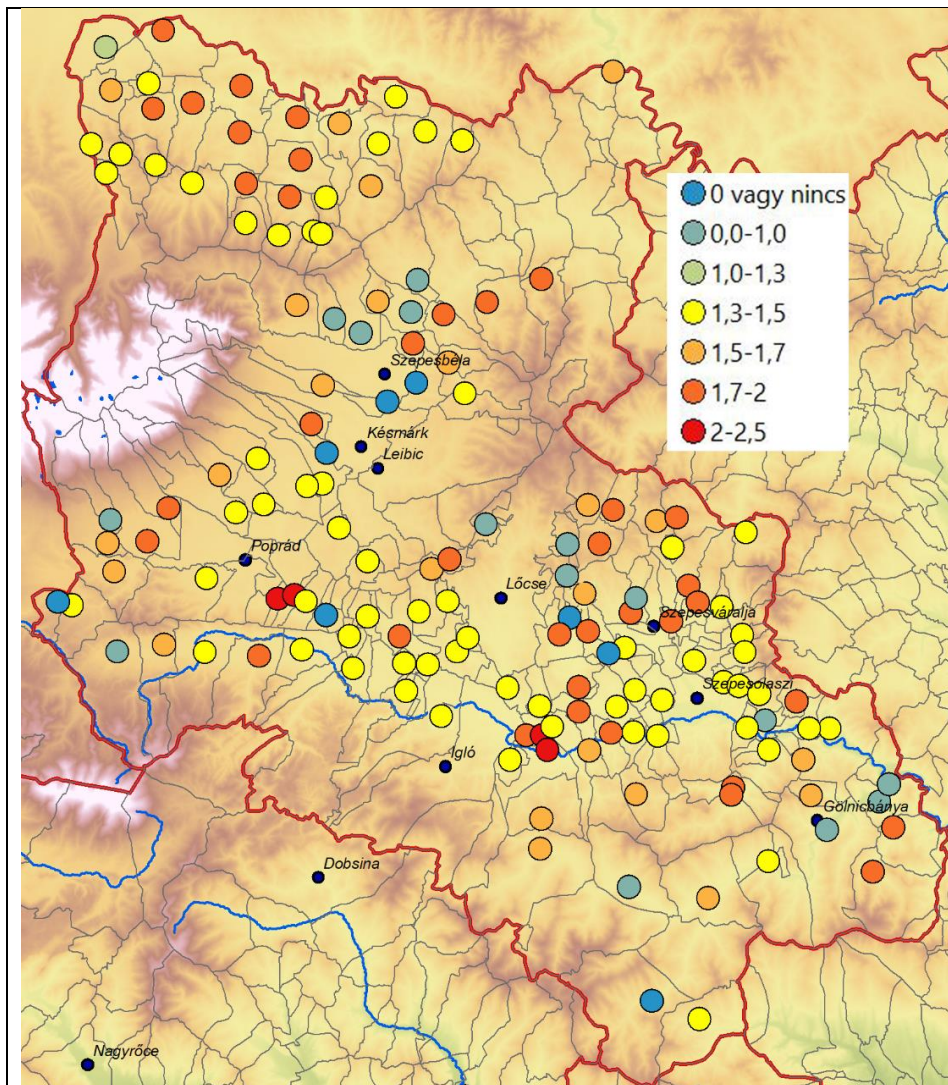 0 vagy nincs
0,0-1,0
1,0-1,3
1,3-1,5
1,5-1,7
1,7-2
2-2,5
Szepesbéla
Késmárk
Leibic
Poprád
Lőcse
Szepesváralja
Szepesolaszi
Igló
Gölnicbánya
Dobsina
Nagyrőce